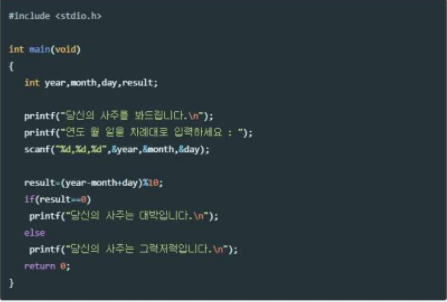 #include <stdio.h>
int main(void)
{
int year,month,day,result;
printf("당신의 사주를 봐드립니다.\n");
printf("연도 월 일을 차례대로 입력하세요 : ");
scanf("%d,%d,%d",&year,&month,&day);
result=(year-month+day)%10;
if(result==0)
printf("당신의 사주는 대박입니다.\n");
else
printf("당신의 사주는 그럭저럭입니다.\n");
return 0;
}